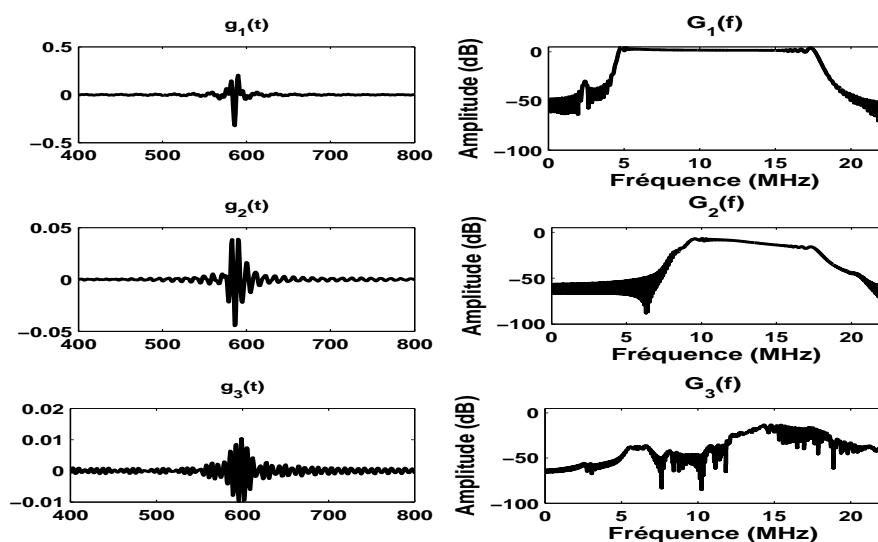 g1(t)
0.5
0
−0.5
400 500 600 700 800
G1(f)
Amplitude (dB)
0
−50
−100
0 5 10 15 20
Fréquence (MHz)
g2(t)
0.05
0
−0.05
400 500 600 700 800
G2(f)
Amplitude (dB)
0
−50
−100
0 5 10 15 20
Fréquence (MHz)
g3(t)
0.02
0.01
0
−0.01
400 500 600 700 800
G3(f)
Amplitude (dB)
0
−50
−100
0 5 10 15 20
Fréquence (MHz)